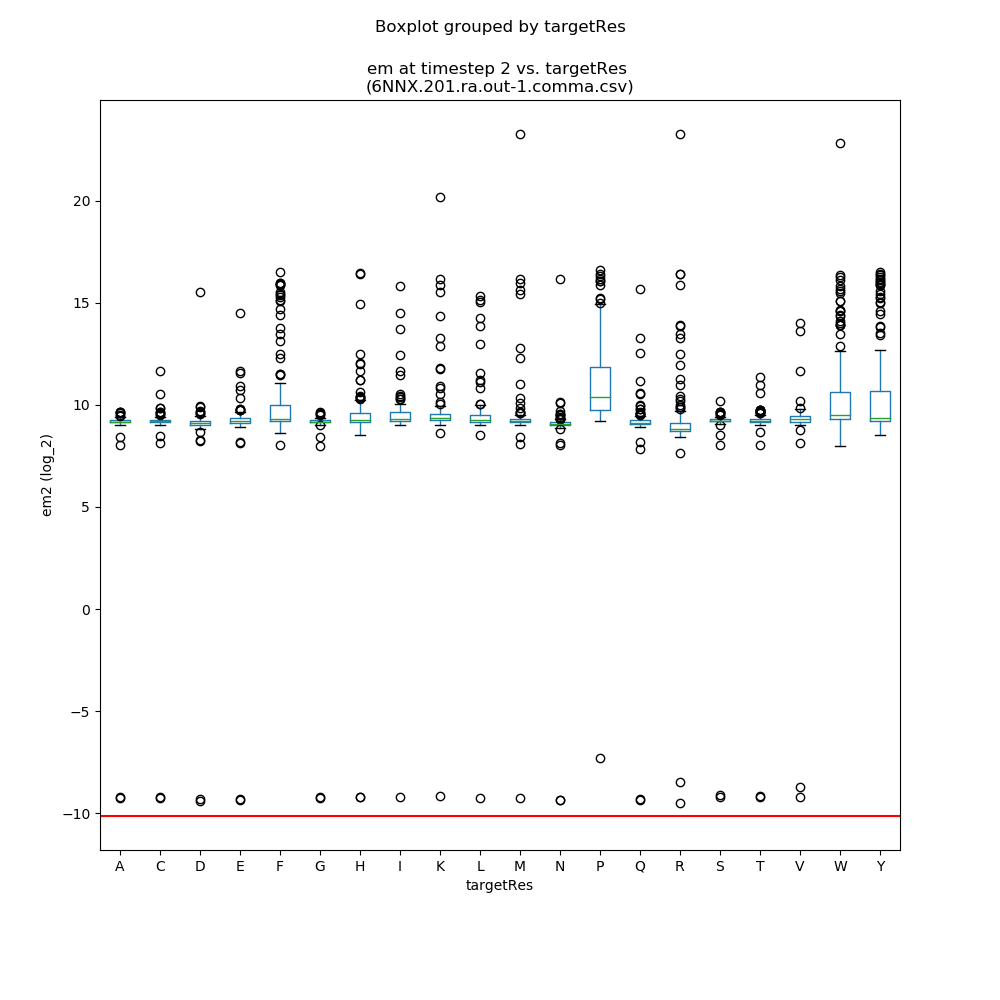 Boxplot grouped by targetRes
em at timestep 2 vs. targetRes
(6NNX.201.ra.out-1.comma.csv)
20
15
10
5
0
−5
−10
em2 (log_2)
A C D E F G H I K L M N P Q R S T V W Y
targetRes